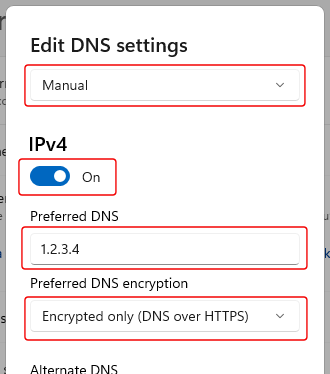 Edit DNS settings
Manual
IPv4
On
Preferred DNS
1.2.3.4
Preferred DNS encryption
Encrypted only (DNS over HTTPS)
Alternate DNS